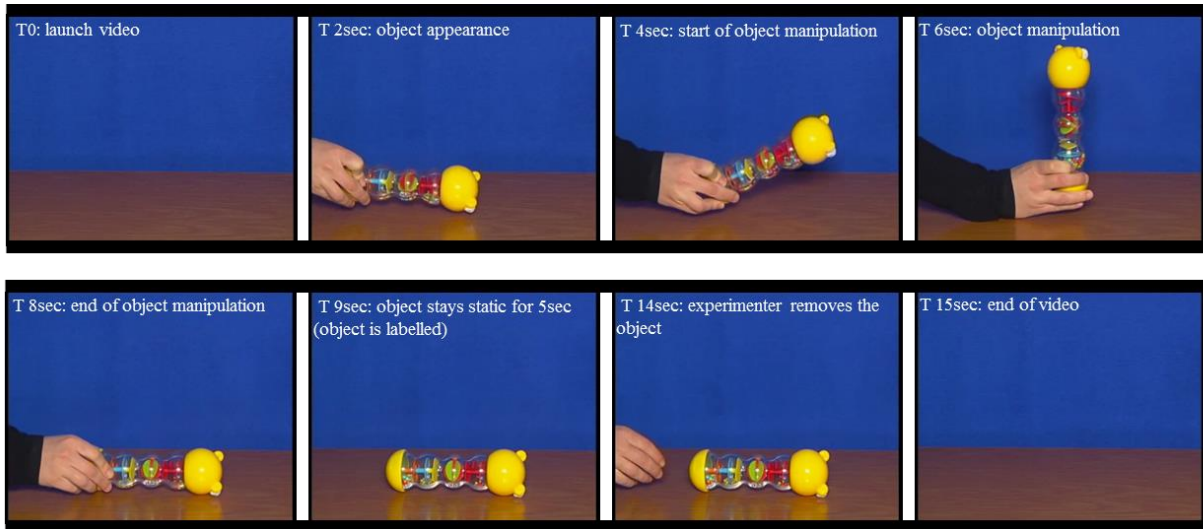 T0: launch video
T 2sec: object appearance
T 4sec: start of object manipulation
T 6sec: object manipulation
T 8sec: end of object manipulation
T 9sec: object stays static for 5sec
(object is labelled)
T 14sec: experimenter removes the
object
T 15sec: end of video